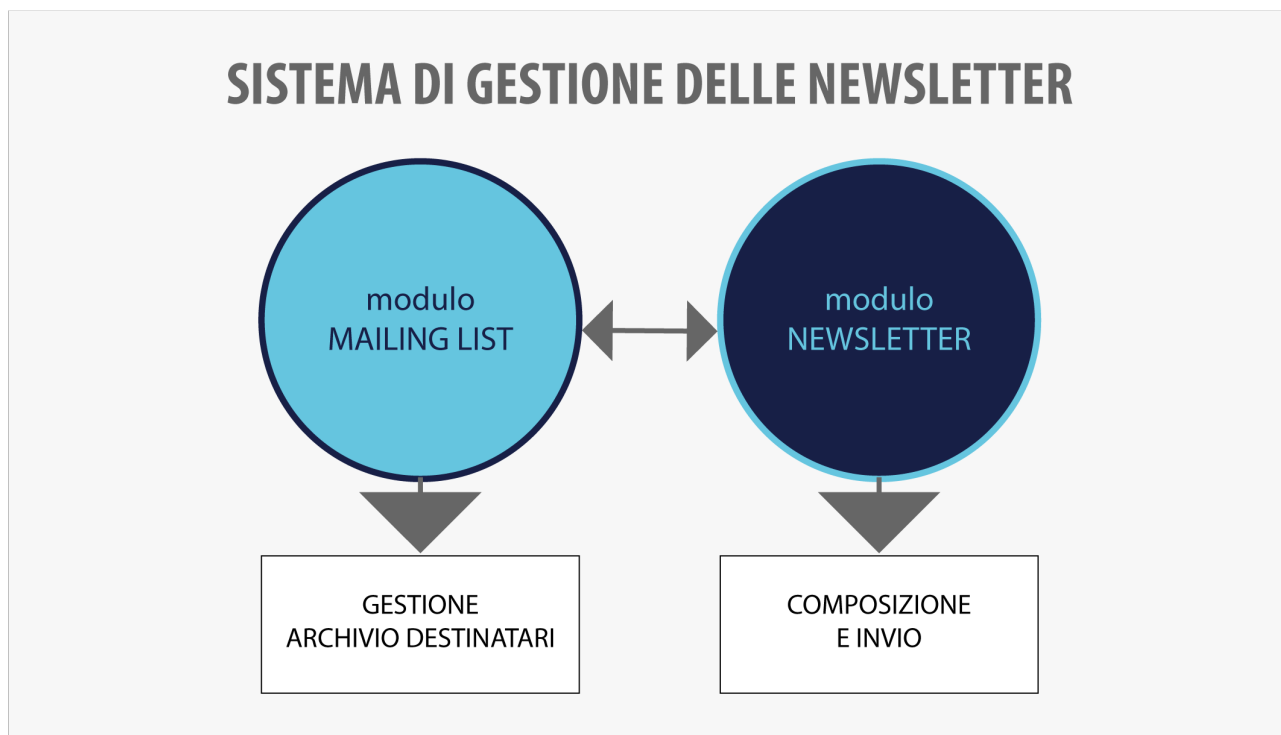 SISTEMA DI GESTIONE DELLE NEWSLETTER
modulo
MAILING LIST
modulo
NEWSLETTER
GESTIONE
ARCHIVIO DESTINATARI
COMPOSIZIONE
E INVIO